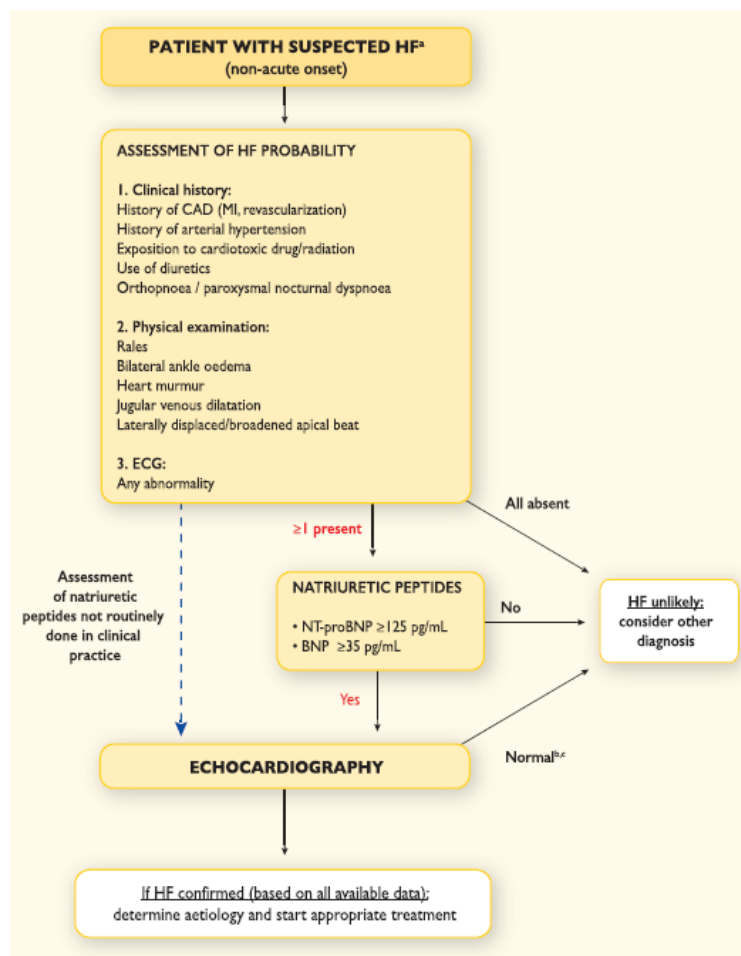 PATIENT WITH SUSPECTED HFᵃ
(non-acute onset)
ASSESSMENT OF HF PROBABILITY
1. Clinical history:
History of CAD (MI, revascularization)
History of arterial hypertension
Exposition to cardiotoxic drug/radiation
Use of diuretics
Orthopnoea / paroxysmal nocturnal dyspnoea
2. Physical examination:
Rales
Bilateral ankle oedema
Heart murmur
Jugular venous dilatation
Laterally displaced/broadened apical beat
3. ECG:
Any abnormality
≥1 present
All absent
Assessment
of natriuretic
peptides not routinely
done in clinical
practice
NATRIURETIC PEPTIDES
• NT-proBNP ≥125 pg/mL
• BNP ≥35 pg/mL
No
HF unlikely:
consider other
diagnosis
Yes
ECHOCARDIOGRAPHY
Normalᵇ,ᶜ
If HF confirmed (based on all available data):
determine aetiology and start appropriate treatment